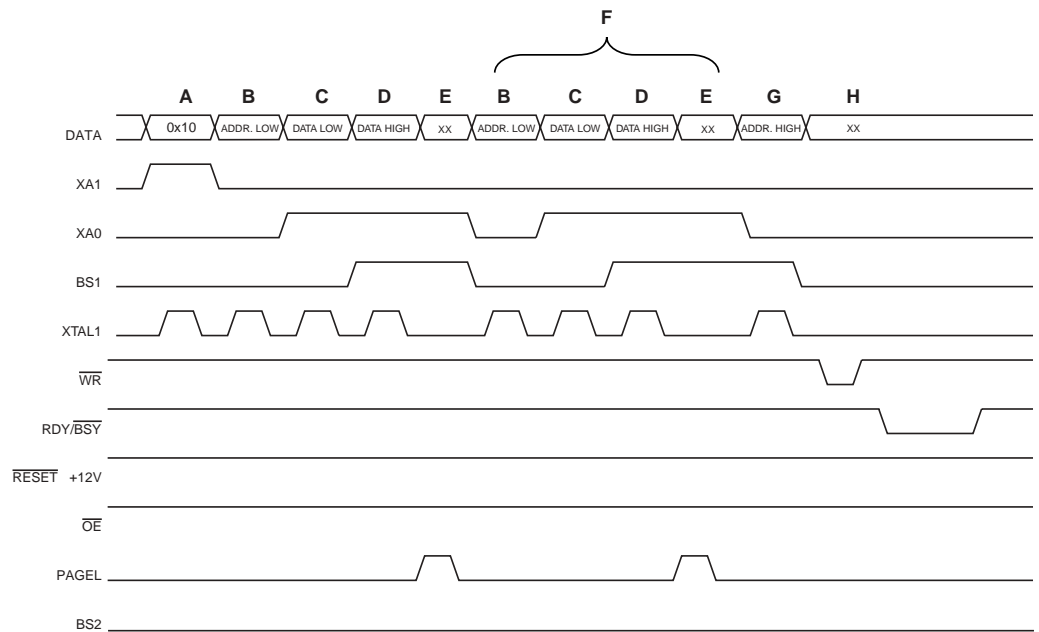 F
A B C D E B C D E G H
DATA 0x10 ADDR. LOW DATA LOW DATA HIGH XX ADDR. LOW DATA LOW DATA HIGH XX ADDR. HIGH XX
XA1
XA0
BS1
XTAL1
WR
RDY/BSY
RESET +12V
OE
PAGEL
BS2